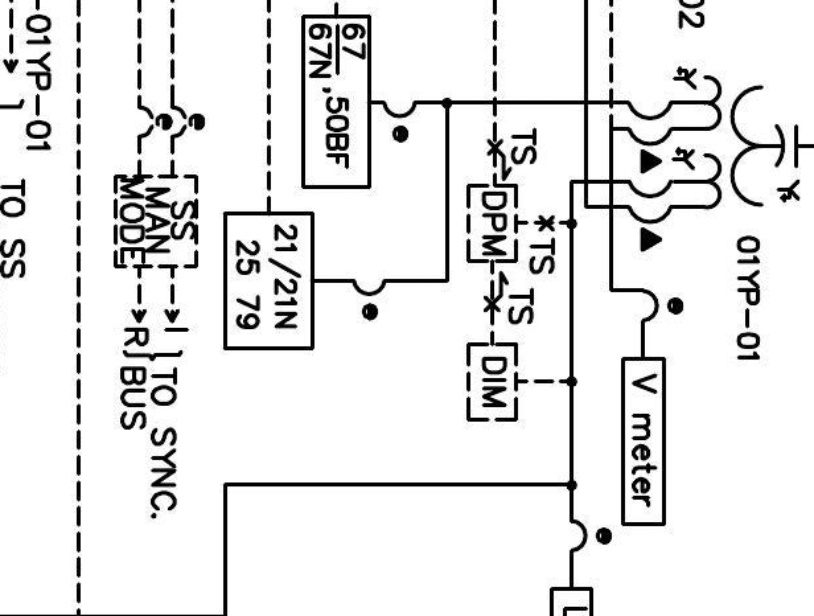 02
01YP-01
V meter
TS
DPM
TS
TS
DIM
67
67N,50BF
21/21N
25 79
SS
MAN
MODE
I } TO SYNC.
R } BUS
-01YP-01
TO SS